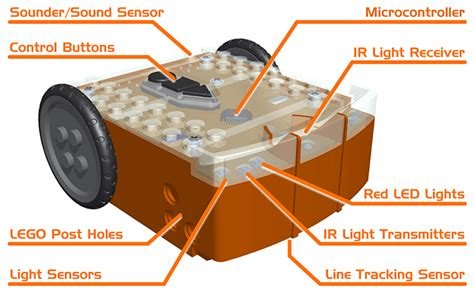 Sounder/Sound Sensor
Microcontroller
Control Buttons
IR Light Receiver
Red LED Lights
LEGO Post Holes
IR Light Transmitters
Light Sensors
Line Tracking Sensor